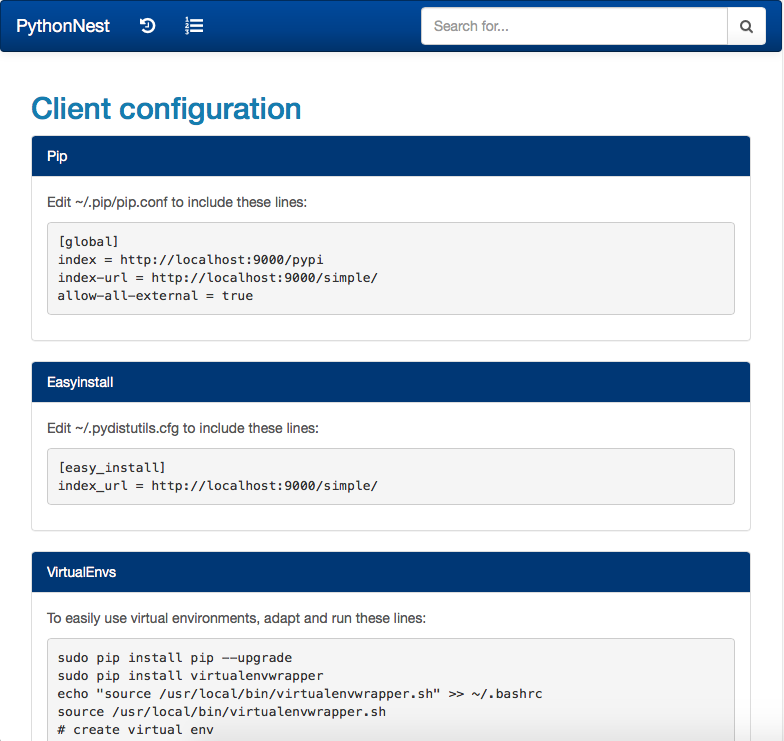 PythonNest
Search for...
Client configuration
Pip
Edit ~/.pip/pip.conf to include these lines:
[global]
index = http://localhost:9000/pypi
index-url = http://localhost:9000/simple/
allow-all-external = true
Easyinstall
Edit ~/.pydistutils.cfg to include these lines:
[easy_install]
index_url = http://localhost:9000/simple/
VirtualEnvs
To easily use virtual environments, adapt and run these lines:
sudo pip install pip --upgrade
sudo pip install virtualenvwrapper
echo "source /usr/local/bin/virtualenvwrapper.sh" >> ~/.bashrc
source /usr/local/bin/virtualenvwrapper.sh
# create virtual env